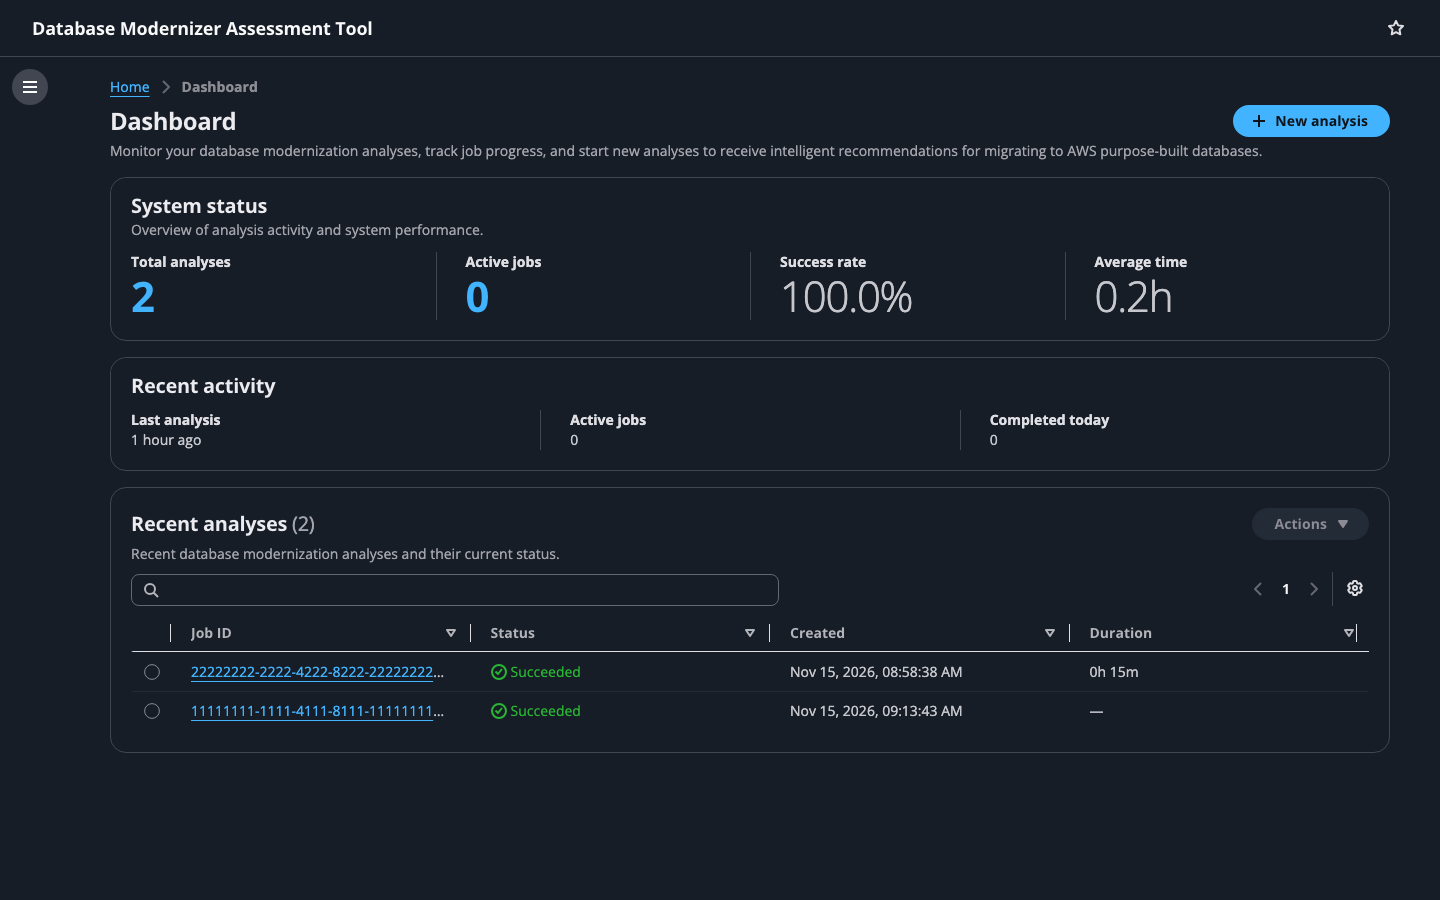 Database Modernizer Assessment Tool
Home
Dashboard
Dashboard
New analysis
Monitor your database modernization analyses, track job progress, and start new analyses to receive intelligent recommendations for migrating to AWS purpose-built databases.
System status
Overview of analysis activity and system performance.
Total analyses
2
Active jobs
0
Success rate
100.0%
Average time
0.2h
Recent activity
Last analysis
1 hour ago
Active jobs
0
Completed today
0
Recent analyses (2)
Actions
Recent database modernization analyses and their current status.
1
Job ID
Status
Created
Duration
22222222-2222-4222-8222-22222222...
Succeeded
Nov 15, 2026, 08:58:38 AM
0h 15m
11111111-1111-4111-8111-11111111...
Succeeded
Nov 15, 2026, 09:13:43 AM
—